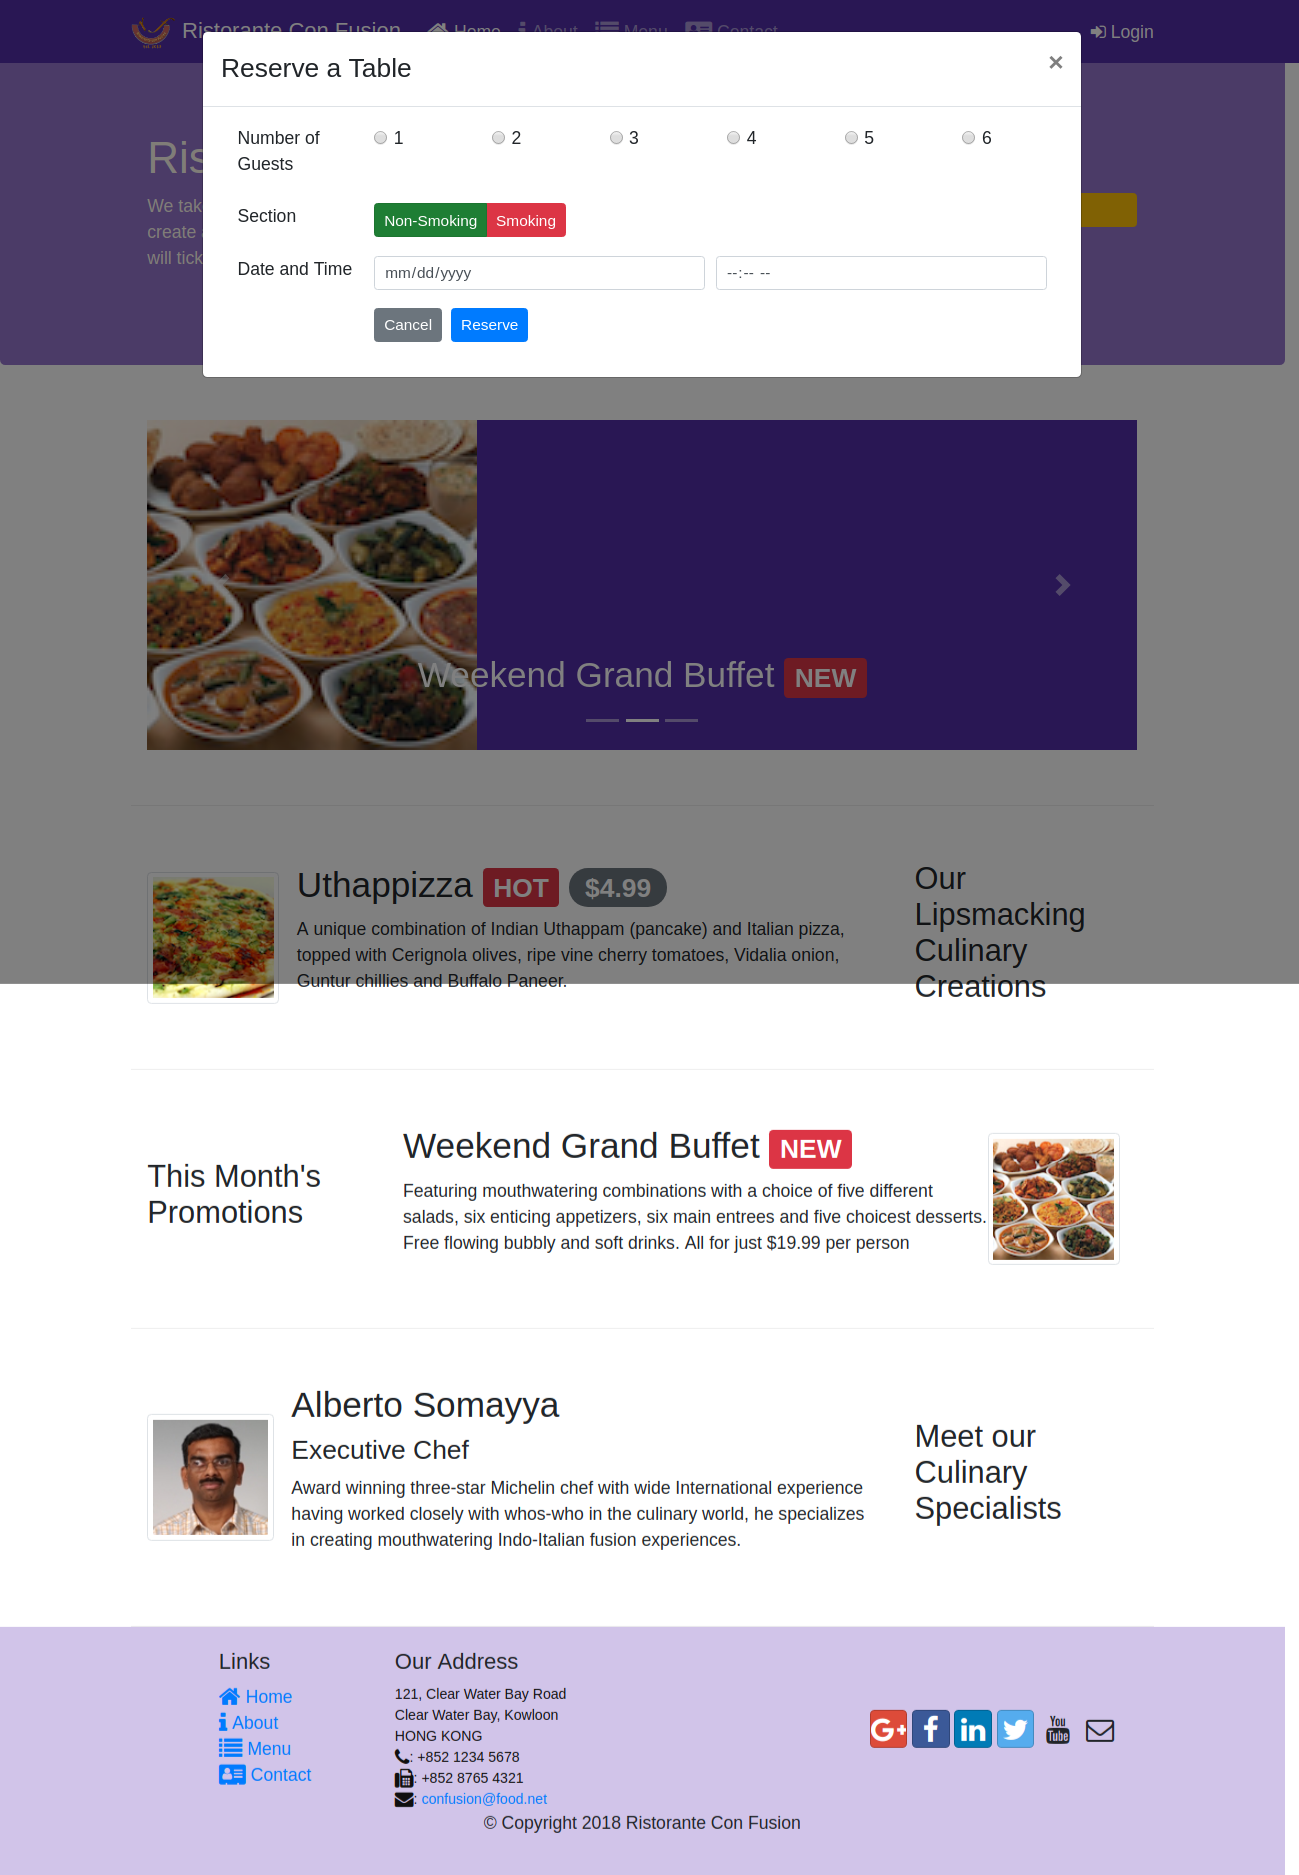 Ristorante Con Fusion
Home
About
Menu
Contact
Login
Reserve a Table
×
Number of
Guests
1
2
3
4
5
6
Section
Non-Smoking
Smoking
Date and Time
mm/dd/yyyy
--:-- --
Cancel
Reserve
Ris
We tak
create
will tick
Weekend Grand Buffet NEW
Uthappizza HOT $4.99
A unique combination of Indian Uthappam (pancake) and Italian pizza,
topped with Cerignola olives, ripe vine cherry tomatoes, Vidalia onion,
Guntur chillies and Buffalo Paneer.
Our
Lipsmacking
Culinary
Creations
This Month's
Promotions
Weekend Grand Buffet NEW
Featuring mouthwatering combinations with a choice of five different
salads, six enticing appetizers, six main entrees and five choicest desserts.
Free flowing bubbly and soft drinks. All for just $19.99 per person
Alberto Somayya
Executive Chef
Award winning three-star Michelin chef with wide International experience
having worked closely with whos-who in the culinary world, he specializes
in creating mouthwatering Indo-Italian fusion experiences.
Meet our
Culinary
Specialists
Links
Home
About
Menu
Contact
Our Address
121, Clear Water Bay Road
Clear Water Bay, Kowloon
HONG KONG
: +852 1234 5678
: +852 8765 4321
: confusion@food.net
You
Tube
© Copyright 2018 Ristorante Con Fusion